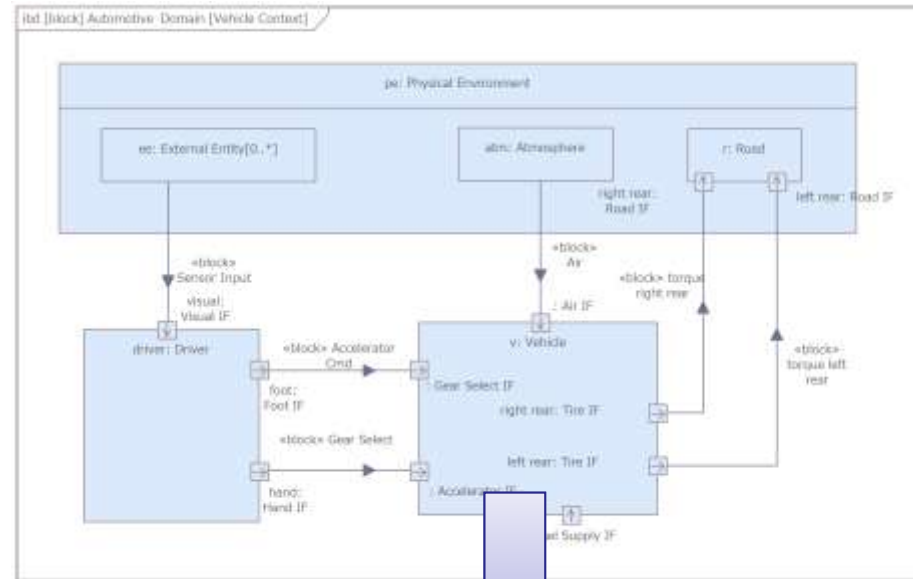 ibd [block] Automotive Domain [Vehicle Context]
pe: Physical Environment
ee: External Entity[0..*]
atm: Atmosphere
r: Road
right rear:
Road IF
left rear: Road IF
«block»
Sensor Input
«block»
Air
«block» torque
right rear
visual:
Visual IF
: Air IF
driver: Driver
«block» Accelerator
Cmd
v: Vehicle
«block»
torque left
rear
foot:
Foot IF
: Gear Select IF
right rear: Tire IF
«block» Gear Select
left rear: Tire IF
hand:
Hand IF
: Accelerator IF
Supply IF